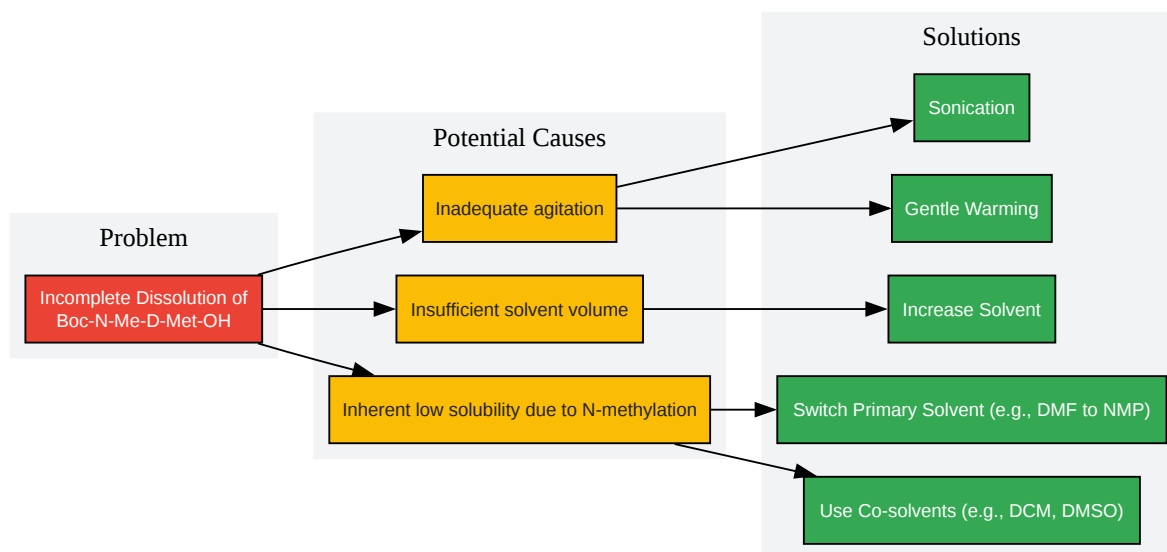 Problem
Incomplete Dissolution of
Boc-N-Me-D-Met-OH
Potential Causes
Inadequate agitation
Insufficient solvent volume
Inherent low solubility due to N-methylation
Solutions
Sonication
Gentle Warming
Increase Solvent
Switch Primary Solvent (e.g., DMF to NMP)
Use Co-solvents (e.g., DCM, DMSO)